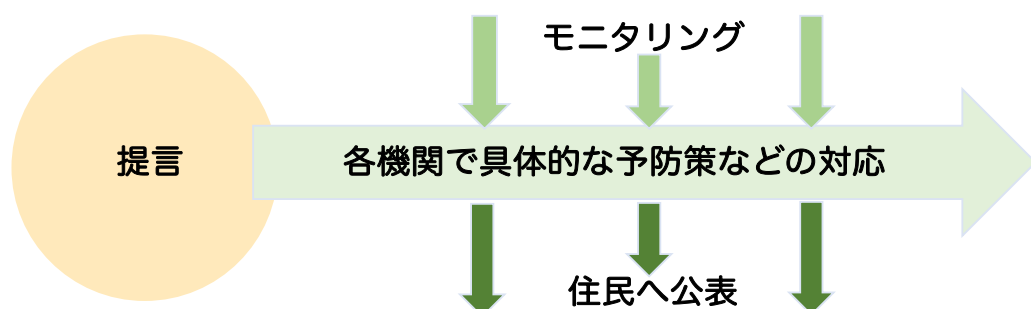 モニタリング
提言
各機関で具体的な予防策などの対応
住民へ公表